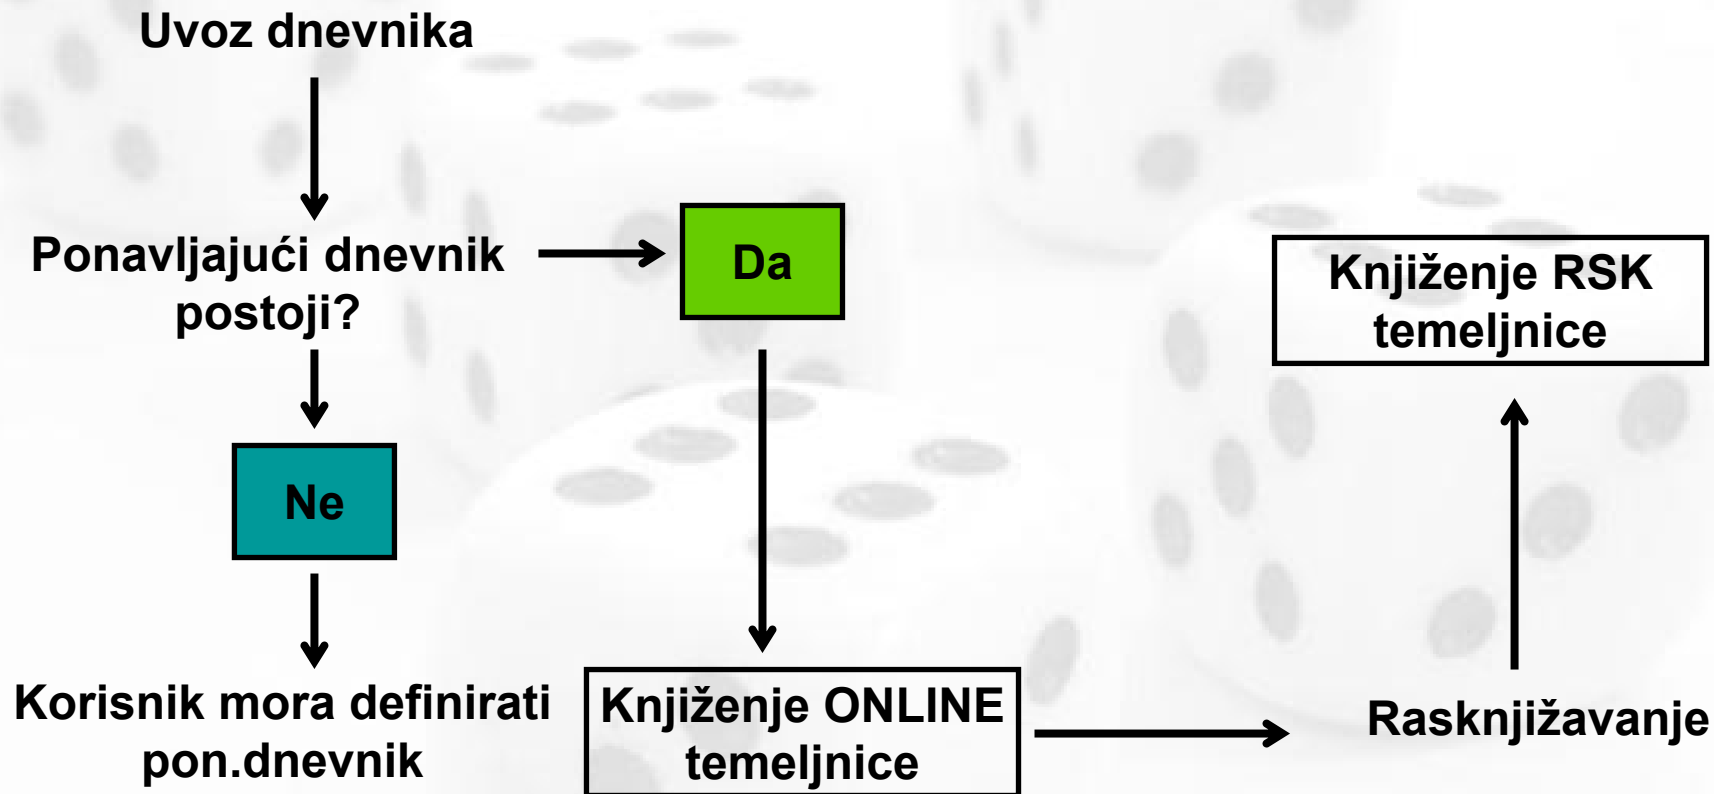 Uvoz dnevnika
Ponavljajući dnevnik
postoji?
Da
Ne
Korisnik mora definirati
pon.dnevnik
Knjiženje ONLINE
temeljnice
Rasknjižavanje
Knjiženje RSK
temeljnice